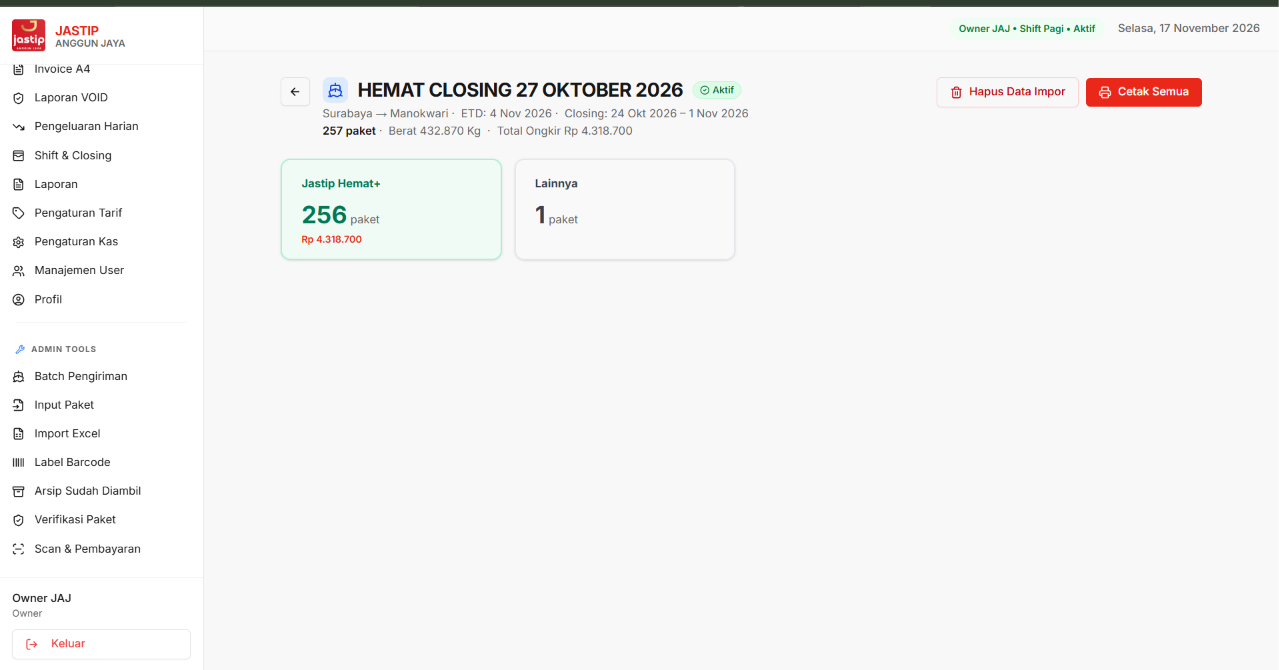 jastip
JASTIP
ANGGUN JAYA
Invoice A4
Laporan VOID
Pengeluaran Harian
Shift & Closing
Laporan
Pengaturan Tarif
Pengaturan Kas
Manajemen User
Profil
ADMIN TOOLS
Batch Pengiriman
Input Paket
Import Excel
Label Barcode
Arsip Sudah Diambil
Verifikasi Paket
Scan & Pembayaran
Owner JAJ
Owner
Keluar
Owner JAJ • Shift Pagi • Aktif
Selasa, 17 November 2026
HEMAT CLOSING 27 OKTOBER 2026
Aktif
Surabaya → Manokwari · ETD: 4 Nov 2026 · Closing: 24 Okt 2026 – 1 Nov 2026
257 paket · Berat 432.870 Kg · Total Ongkir Rp 4.318.700
Hapus Data Impor
Cetak Semua
Jastip Hemat+
256 paket
Rp 4.318.700
Lainnya
1 paket